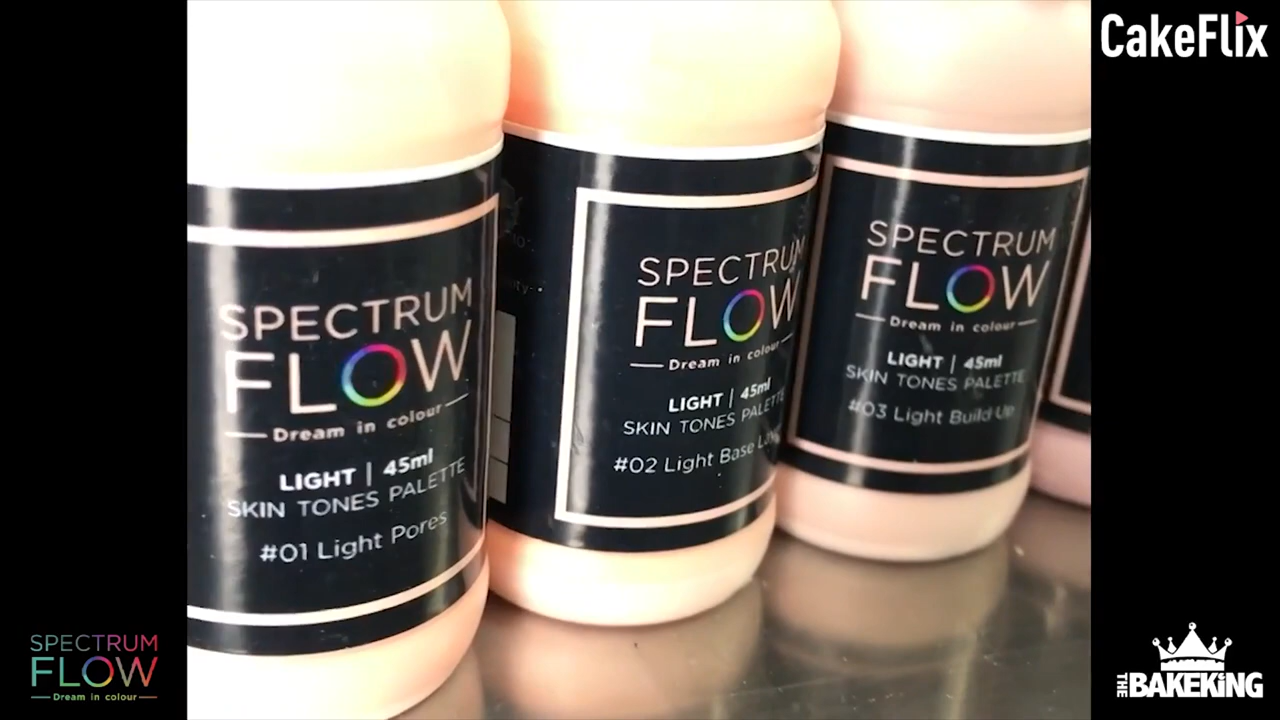 CakeFlix
SPECTRUM
FLOW
Dream in colour
LIGHT | 45ml
SKIN TONES PALETTE
#01 Light Pores
SPECTRUM
FLOW
Dream in colour
LIGHT | 45ml
SKIN TONES PALETTE
#02 Light Base
SPECTRUM
FLOW
Dream in colour
LIGHT | 45ml
SKIN TONES PALETTE
#03 Light Build Up
SPECTRUM
FLOW
Dream in colour
THE BAKEKING